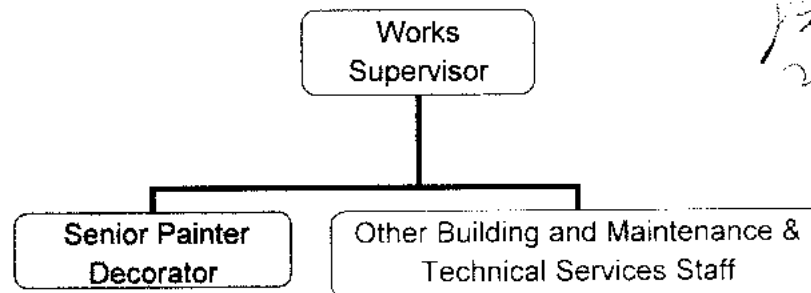 Works
Supervisor
Senior Painter
Decorator
Other Building and Maintenance &
Technical Services Staff